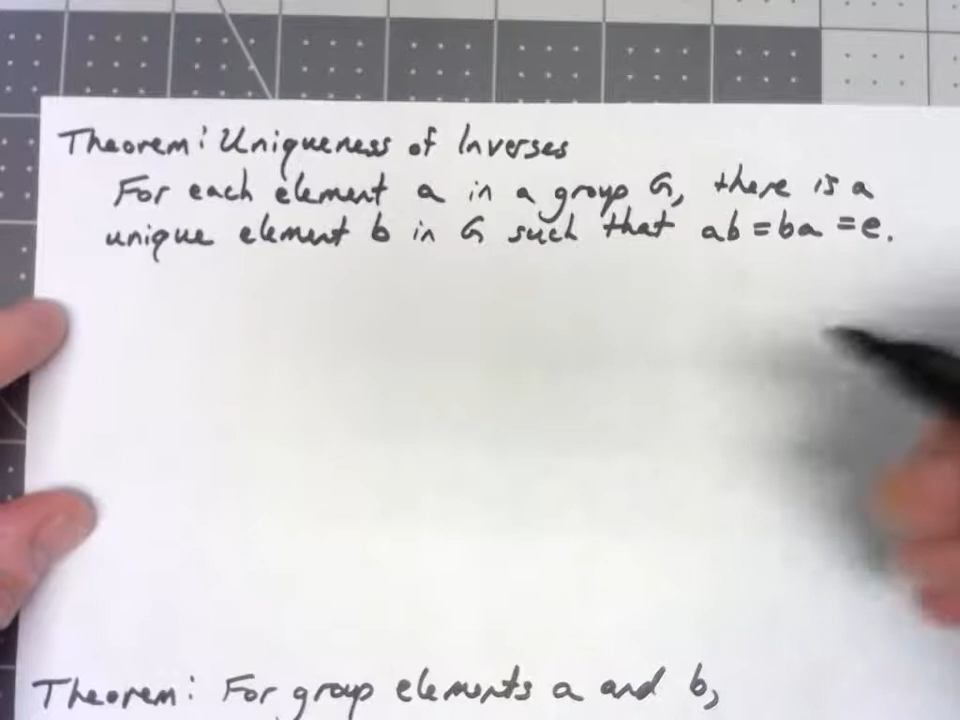 Theorem: Uniqueness of Inverses
For each element a in a group G, there is a
unique element b in G such that ab=ba=e.
Theorem: For group elements a and b,